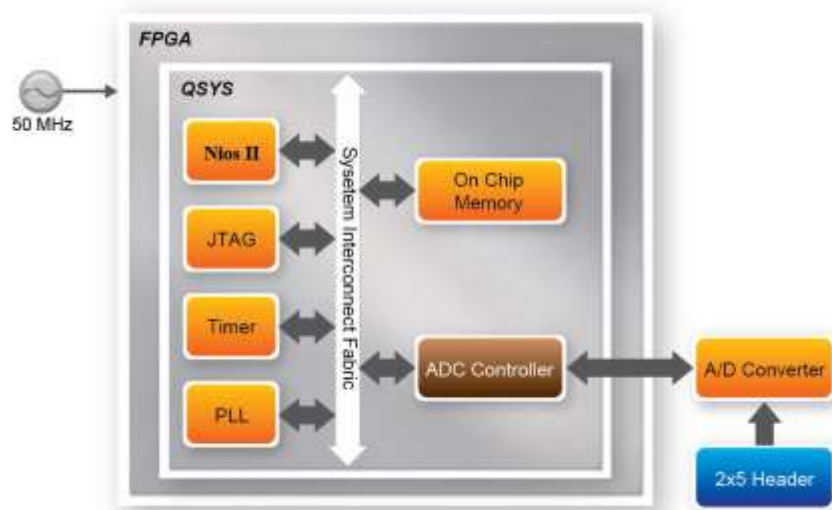 FPGA
QSYS
50 MHz
Nios II
JTAG
Timer
PLL
Sysetem Interconnect Fabric
On Chip
Memory
ADC Controller
A/D Converter
2x5 Header